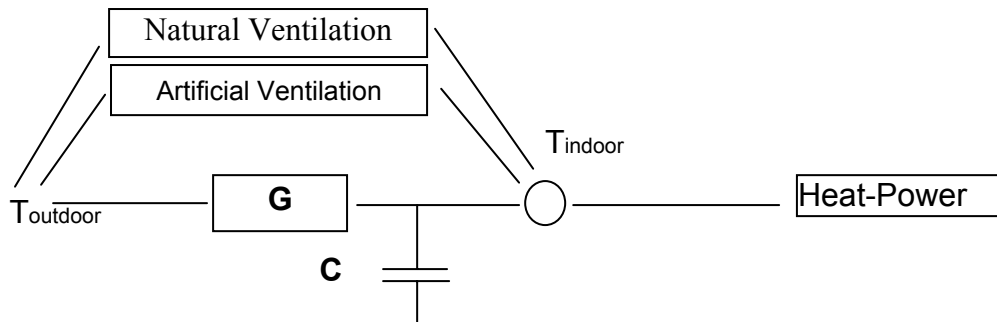 Natural Ventilation
Artificial Ventilation
Tindoor
G
Heat-Power
Toutdoor
C